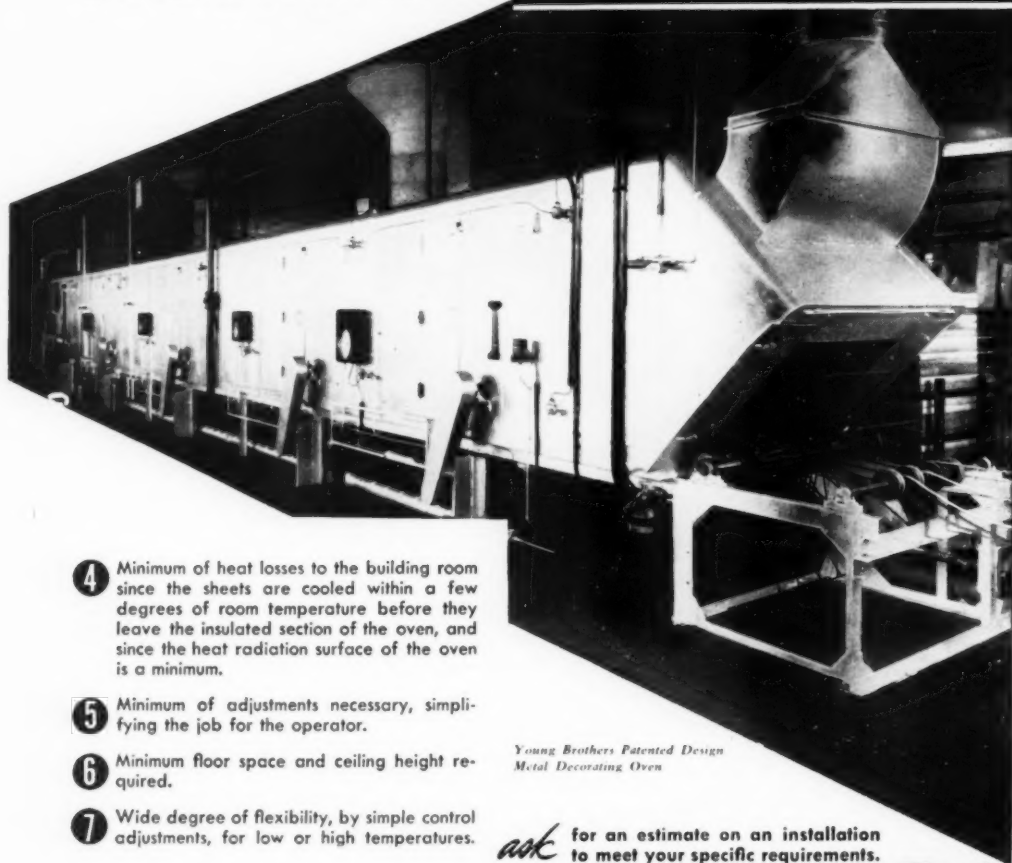 4 Minimum of heat losses to the building room
since the sheets are cooled within a few
degrees of room temperature before they
leave the insulated section of the oven, and
since the heat radiation surface of the oven
is a minimum.
5 Minimum of adjustments necessary, simpli-
fying the job for the operator.
6 Minimum floor space and ceiling height re-
quired.
7 Wide degree of flexibility, by simple control
adjustments, for low or high temperatures.
Young Brothers Patented Design
Metal Decorating Oven
ask for an estimate on an installation
to meet your specific requirements.